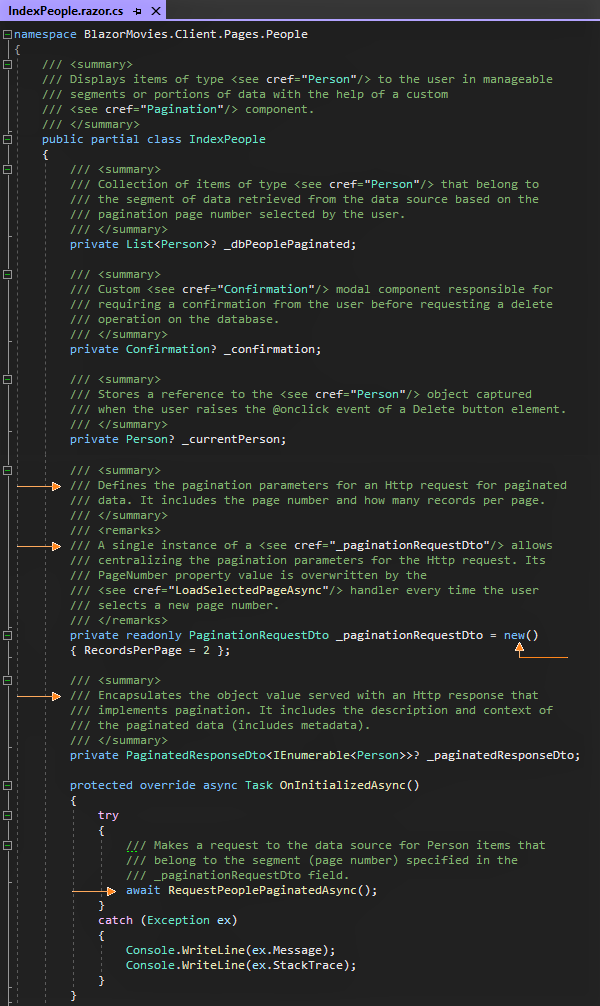 IndexPeople.razor.cs
namespace BlazorMovies.Client.Pages.People
{
/// <summary>
/// Displays items of type <see cref="Person"/> to the user in manageable
/// segments or portions of data with the help of a custom
/// <see cref="Pagination"/> component.
/// </summary>
public partial class IndexPeople
{
/// <summary>
/// Collection of items of type <see cref="Person"/> that belong to
/// the segment of data retrieved from the data source based on the
/// pagination page number selected by the user.
/// </summary>
private List<Person>? _dbPeoplePaginated;
/// <summary>
/// Custom <see cref="Confirmation"/> modal component responsible for
/// requiring a confirmation from the user before requesting a delete
/// operation on the database.
/// </summary>
private Confirmation? _confirmation;
/// <summary>
/// Stores a reference to the <see cref="Person"/> object captured
/// when the user raises the @onclick event of a Delete button element.
/// </summary>
private Person? _currentPerson;
/// <summary>
/// Defines the pagination parameters for an Http request for paginated
/// data. It includes the page number and how many records per page.
/// </summary>
/// <remarks>
/// A single instance of a <see cref="_paginationRequestDto"/> allows
/// centralizing the pagination parameters for the Http request. Its
/// PageNumber property value is overwritten by the
/// <see cref="LoadSelectedPageAsync"/> handler every time the user
/// selects a new page number.
/// </remarks>
private readonly PaginationRequestDto _paginationRequestDto = new()
{ RecordsPerPage = 2 };
/// <summary>
/// Encapsulates the object value served with an Http response that
/// implements pagination. It includes the description and context of
/// the paginated data (includes metadata).
/// </summary>
private PaginatedResponseDto<IEnumerable<Person>>? _paginatedResponseDto;
protected override async Task OnInitializedAsync()
{
try
{
/// Makes a request to the data source for Person items that
/// belong to the segment (page number) specified in the
/// _paginationRequestDto field.
await RequestPeoplePaginatedAsync();
}
catch (Exception ex)
{
Console.WriteLine(ex.Message);
Console.WriteLine(ex.StackTrace);
}
}